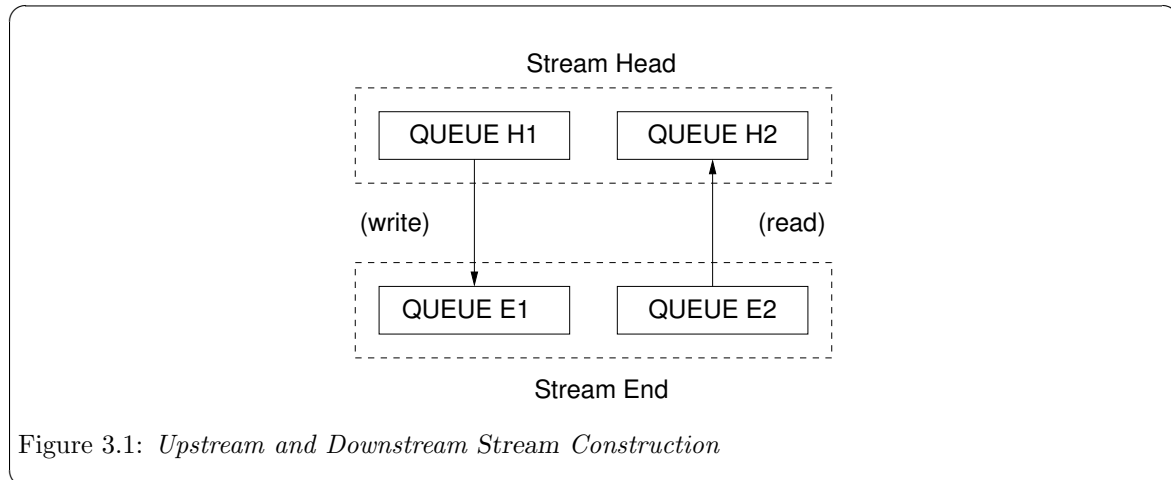 Stream Head
QUEUE H1 QUEUE H2
(write) (read)
QUEUE E1 QUEUE E2
Stream End
Figure 3.1: Upstream and Downstream Stream Construction